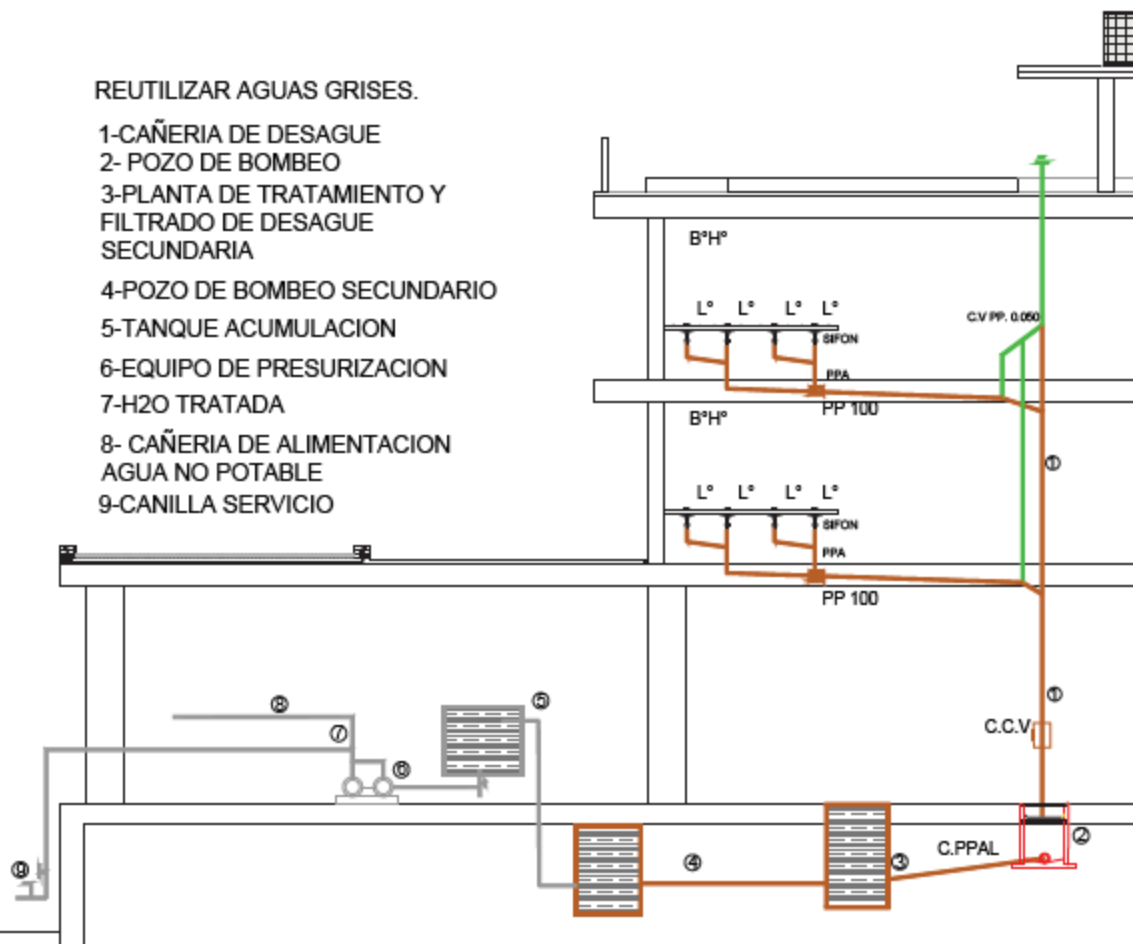 REUTILIZAR AGUAS GRISES.
1-CAÑERIA DE DESAGUE
2- POZO DE BOMBEO
3-PLANTA DE TRATAMIENTO Y
FILTRADO DE DESAGUE
SECUNDARIA
4-POZO DE BOMBEO SECUNDARIO
5-TANQUE ACUMULACION
6-EQUIPO DE PRESURIZACION
7-H2O TRATADA
8- CAÑERIA DE ALIMENTACION
AGUA NO POTABLE
9-CANILLA SERVICIO
B°H°
L° L° L° L°
C.V PP. 0.050
SIFON
PPA
PP 100
B°H°
①
L° L° L° L°
SIFON
PPA
PP 100
①
⑧
⑤
⑦
C.C.V
⑥
②
C.PPAL
④
③
⑨